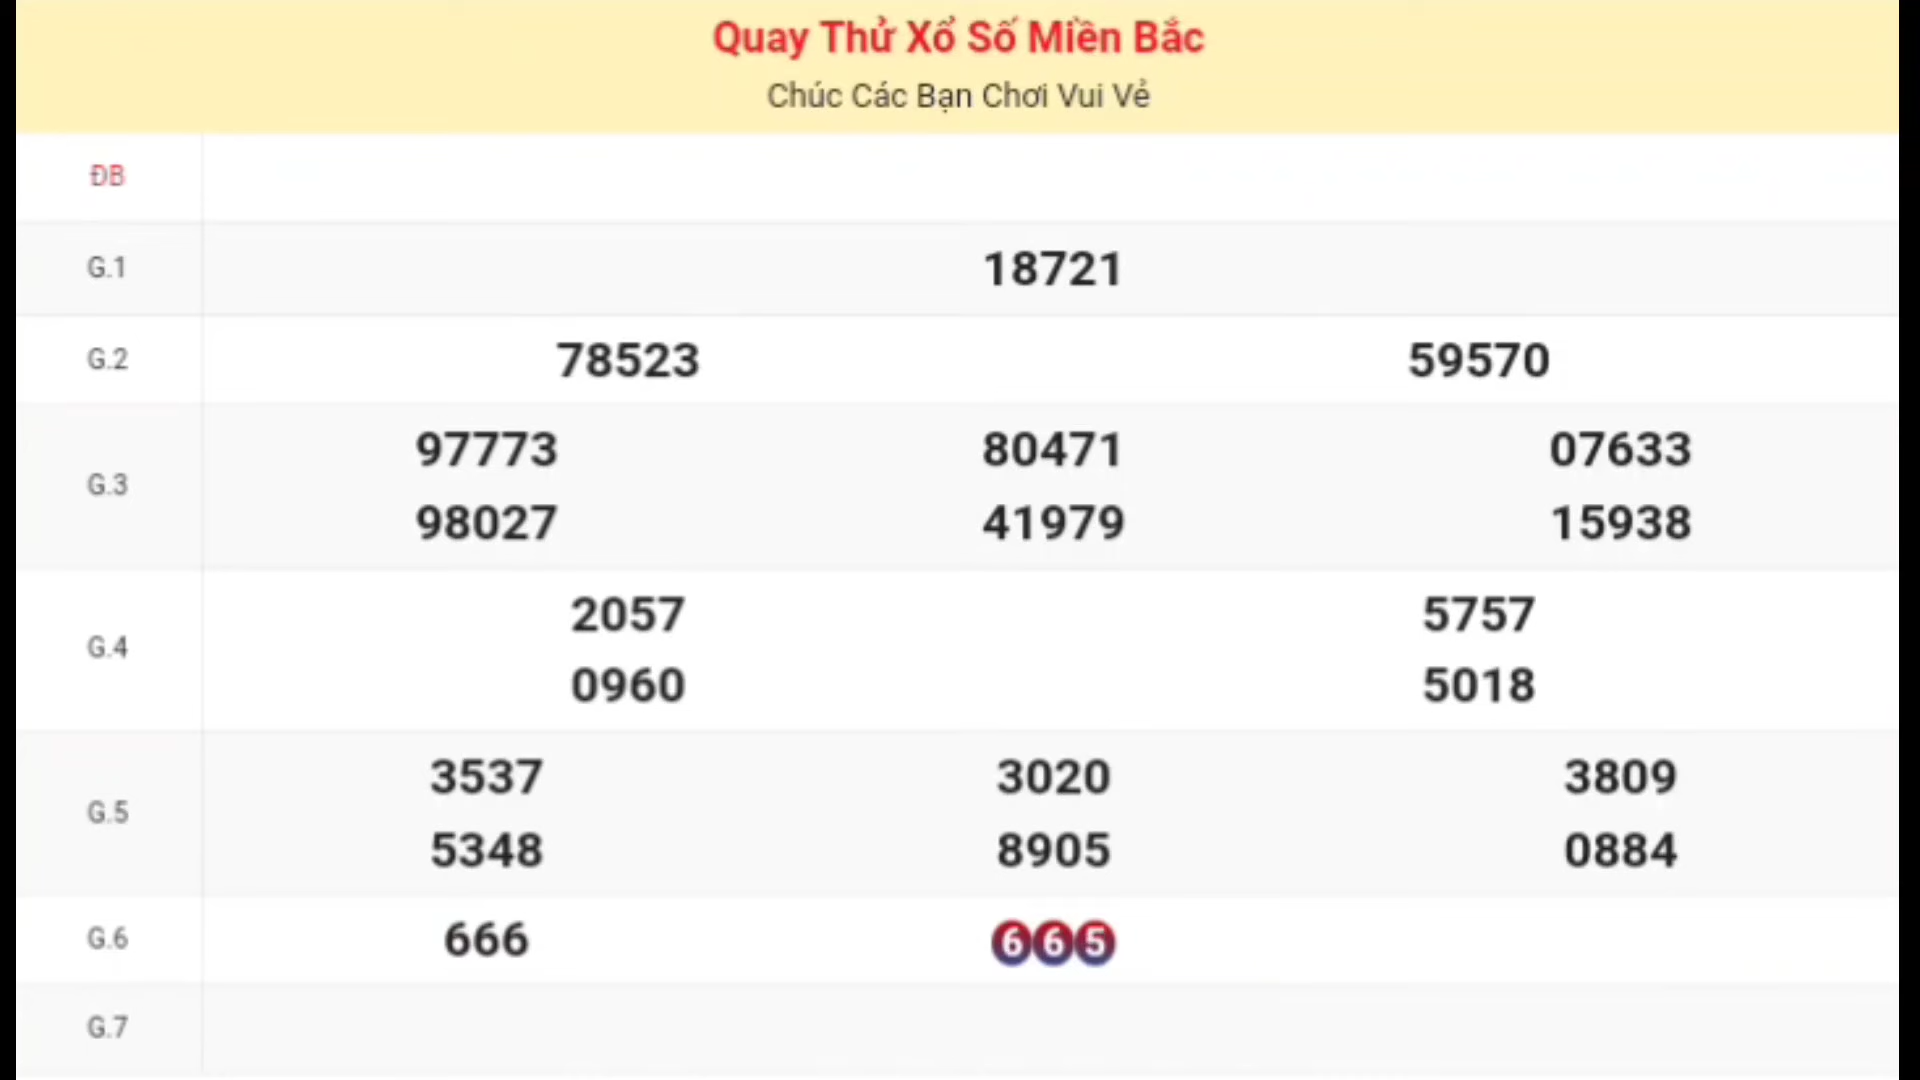 Quay Thử Xổ Số Miền Bắc
Chúc Các Bạn Chơi Vui Vẻ
ĐB
G.1 18721
G.2 78523 59570
G.3 97773 80471 07633
98027 41979 15938
G.4 2057 5757
0960 5018
G.5 3537 3020 3809
5348 8905 0884
G.6 666 665
G.7